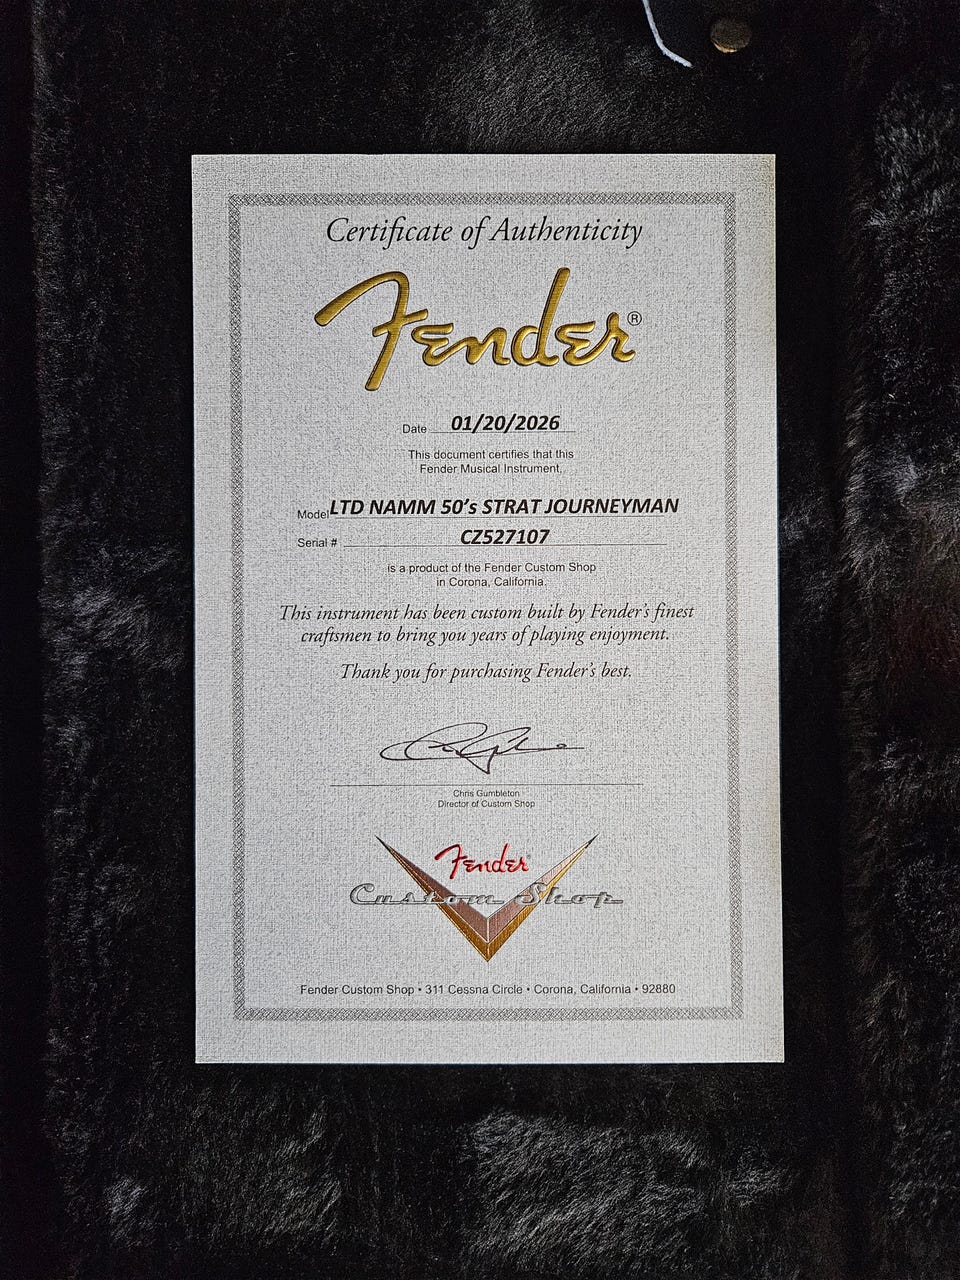 Certificate of Authenticity
Fender®
Date 01/20/2026
This document certifies that this
Fender Musical Instrument.
Model LTD NAMM 50's STRAT JOURNEYMAN
Serial # CZ527107
is a product of the Fender Custom Shop
in Corona, California.
This instrument has been custom built by Fender's finest
craftsmen to bring you years of playing enjoyment.
Thank you for purchasing Fender's best.
Chris Gumbleton
Director of Custom Shop
Fender
Custom Shop
Fender Custom Shop • 311 Cessna Circle • Corona, California • 92880